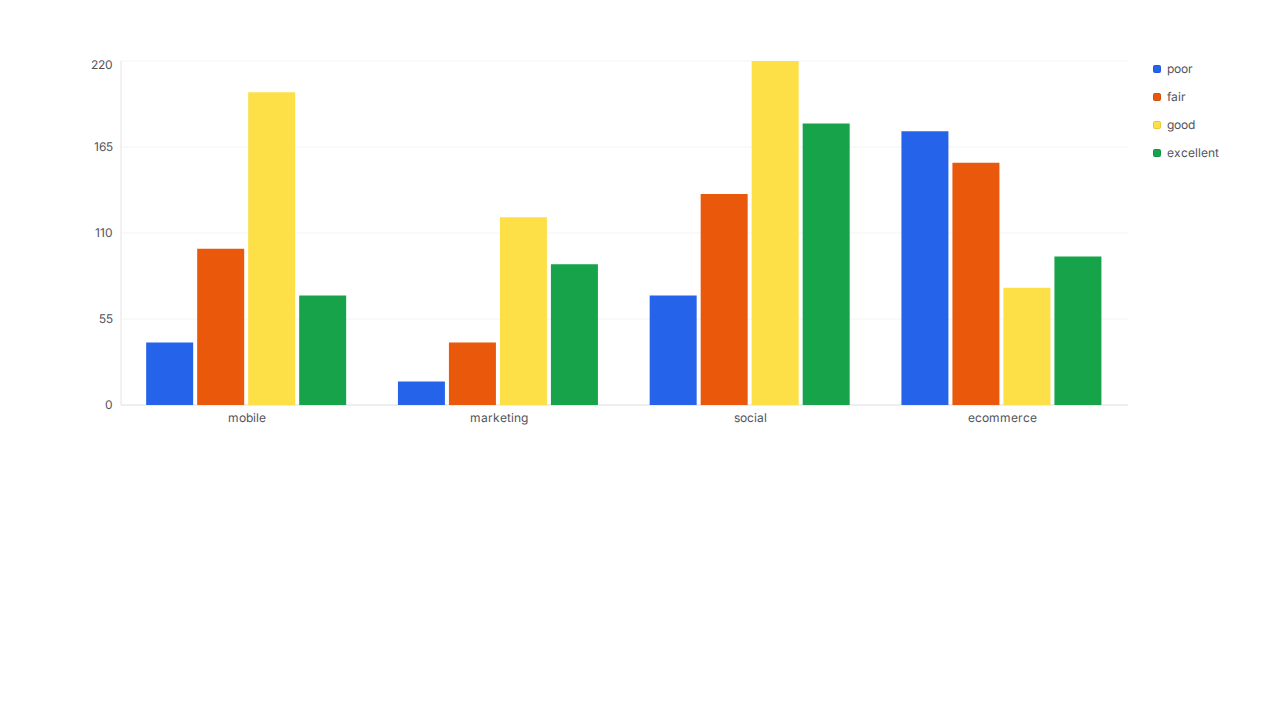 220
165
110
55
0
mobile
marketing
social
ecommerce
poor
fair
good
excellent